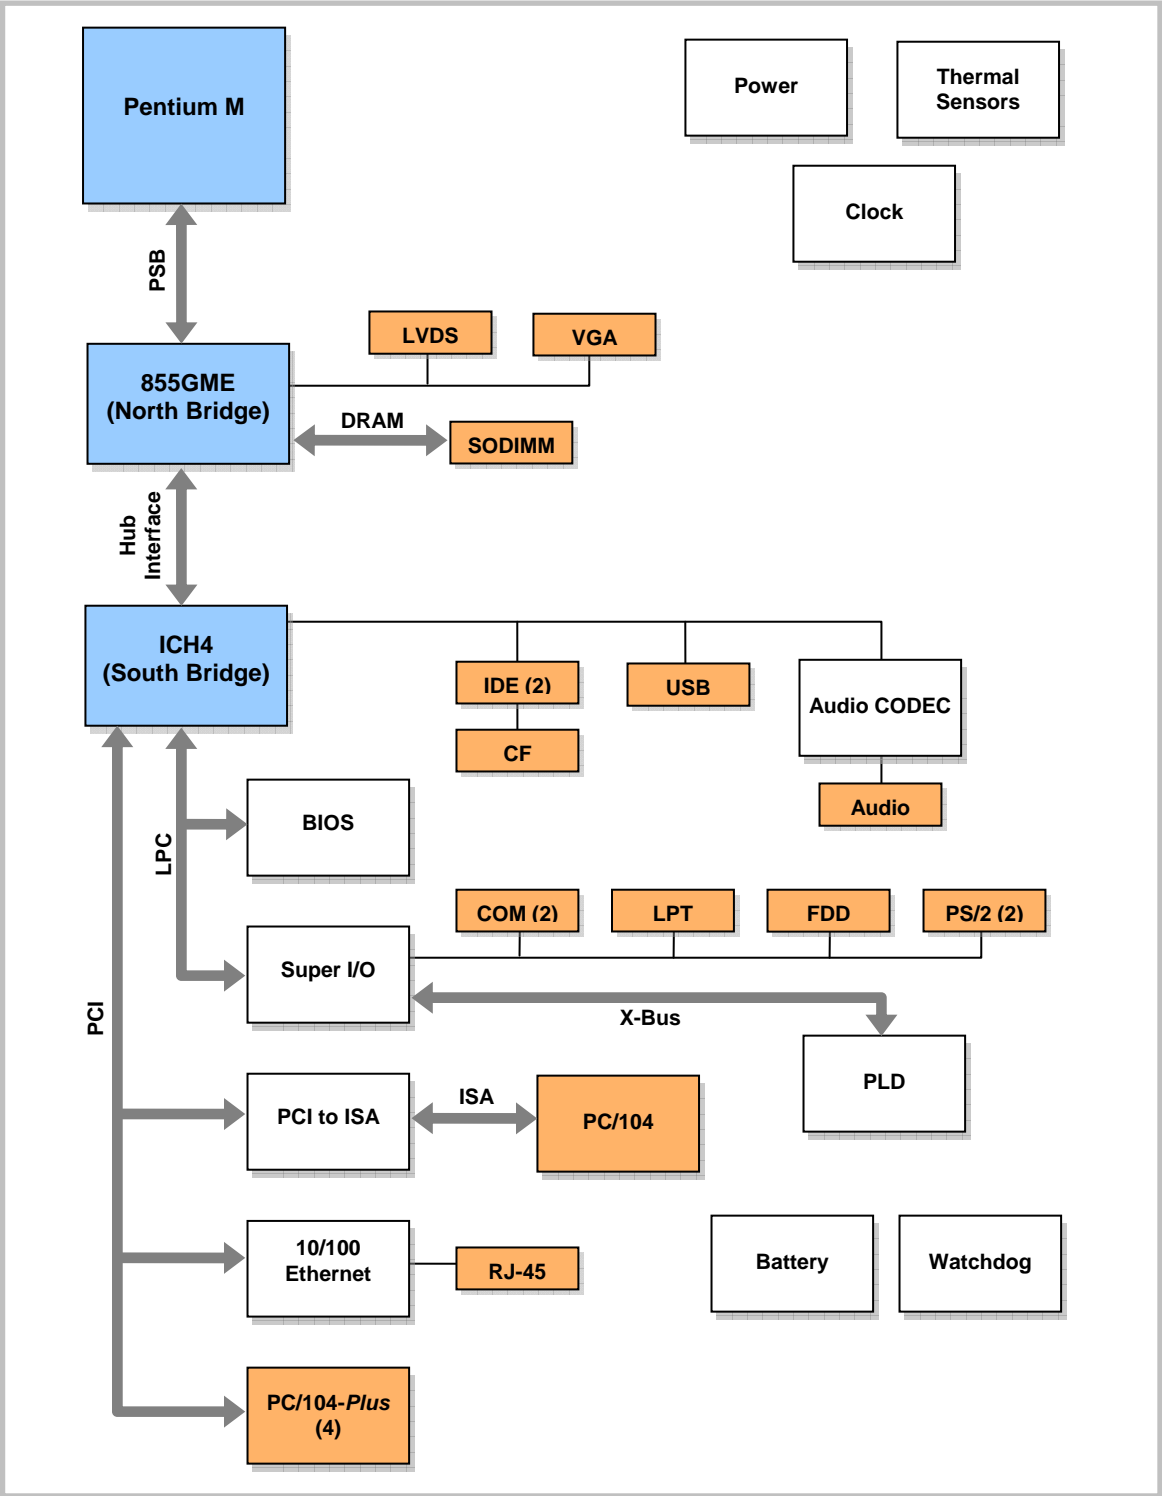 Pentium M
Power
Thermal
Sensors
Clock
PSB
LVDS
VGA
855GME
(North Bridge)
DRAM
SODIMM
Hub
Interface
ICH4
(South Bridge)
IDE (2)
USB
Audio CODEC
CF
Audio
BIOS
LPC
COM (2)
LPT
FDD
PS/2 (2)
Super I/O
X-Bus
PCI
PLD
PCI to ISA
ISA
PC/104
10/100
Ethernet
RJ-45
Battery
Watchdog
PC/104-Plus
(4)